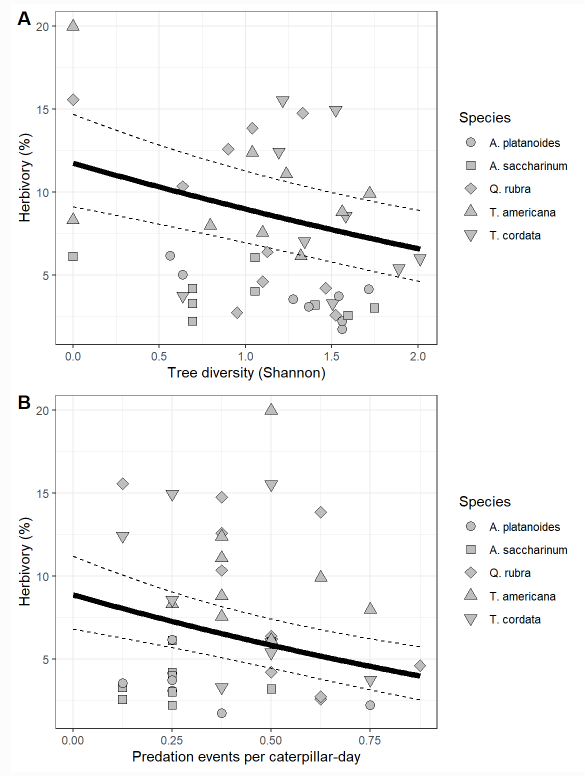 A
Herbivory (%)
20
15
10
5
0.0 0.5 1.0 1.5 2.0
Tree diversity (Shannon)
Species
A. platanoides
A. saccharinum
Q. rubra
T. americana
T. cordata
B
Herbivory (%)
20
15
10
5
0.00 0.25 0.50 0.75
Predation events per caterpillar-day
Species
A. platanoides
A. saccharinum
Q. rubra
T. americana
T. cordata